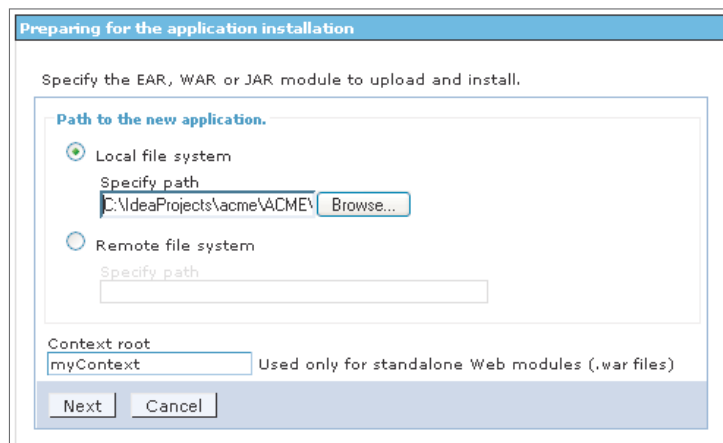 Preparing for the application installation
Specify the EAR, WAR or JAR module to upload and install.
Path to the new application.
Local file system
Specify path
C:\IdeaProjects\acme\ACME\ Browse...
Remote file system
Specify path
Context root
myContext Used only for standalone Web modules (.war files)
Next Cancel